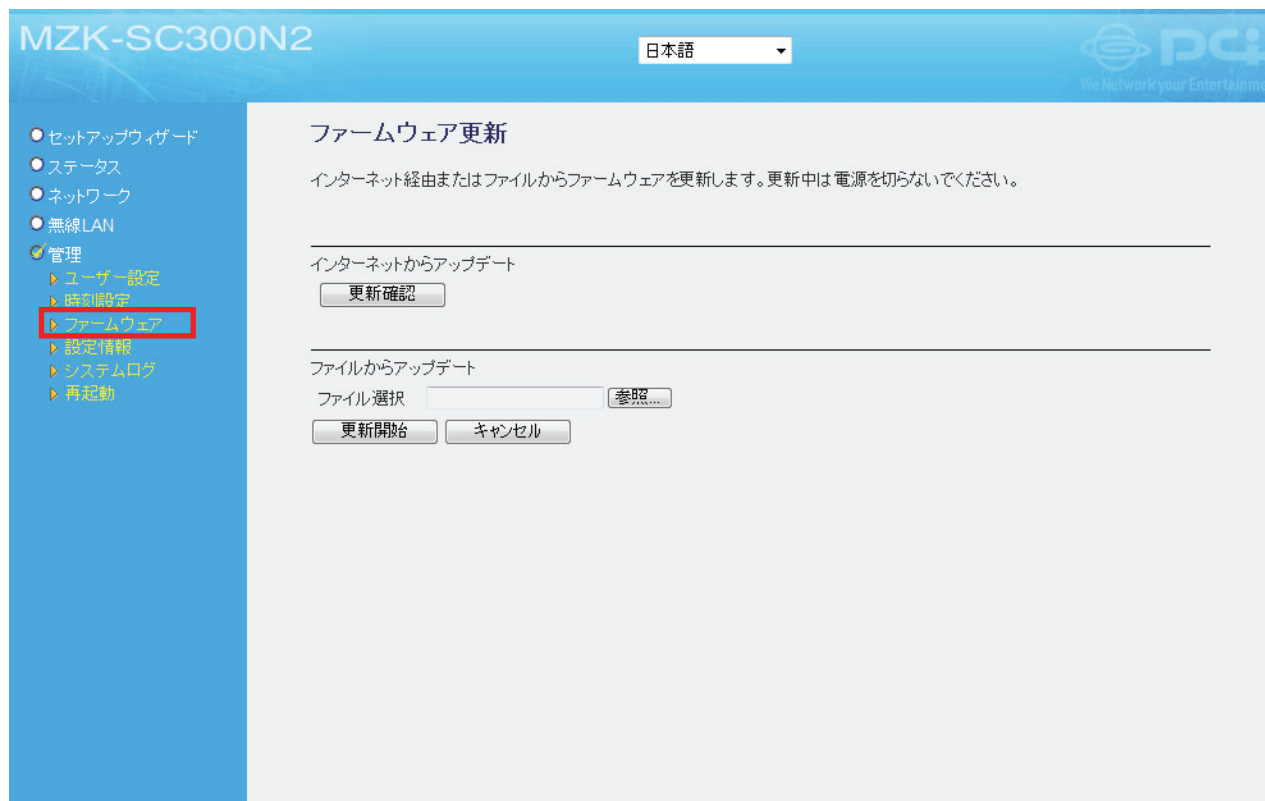 MZK-SC300N2
日本語
PCi
We Network your Entertainm
セットアップウィザード
ステータス
ネットワーク
無線LAN
管理
ユーザー設定
時刻設定
ファームウェア
設定情報
システムログ
再起動
ファームウェア更新
インターネット経由またはファイルからファームウェアを更新します。更新中は電源を切らないでください。
インターネットからアップデート
更新確認
ファイルからアップデート
ファイル選択 参照...
更新開始 キャンセル